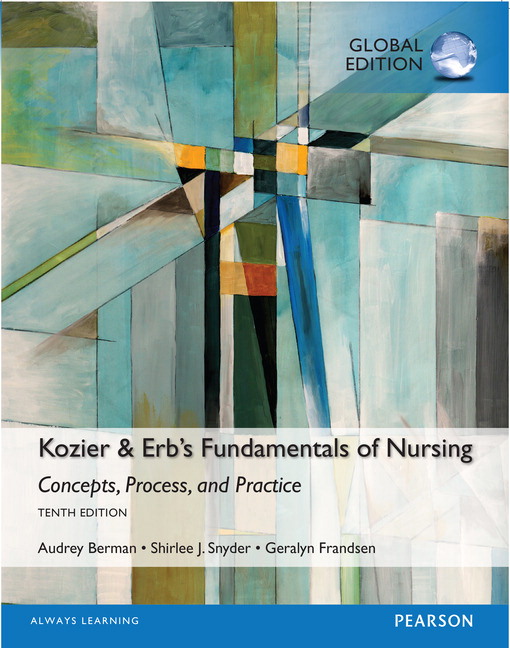 GLOBAL
EDITION
Kozier & Erb's Fundamentals of Nursing
Concepts, Process, and Practice
TENTH EDITION
Audrey Berman • Shirlee J. Snyder • Geralyn Frandsen
ALWAYS LEARNING
PEARSON